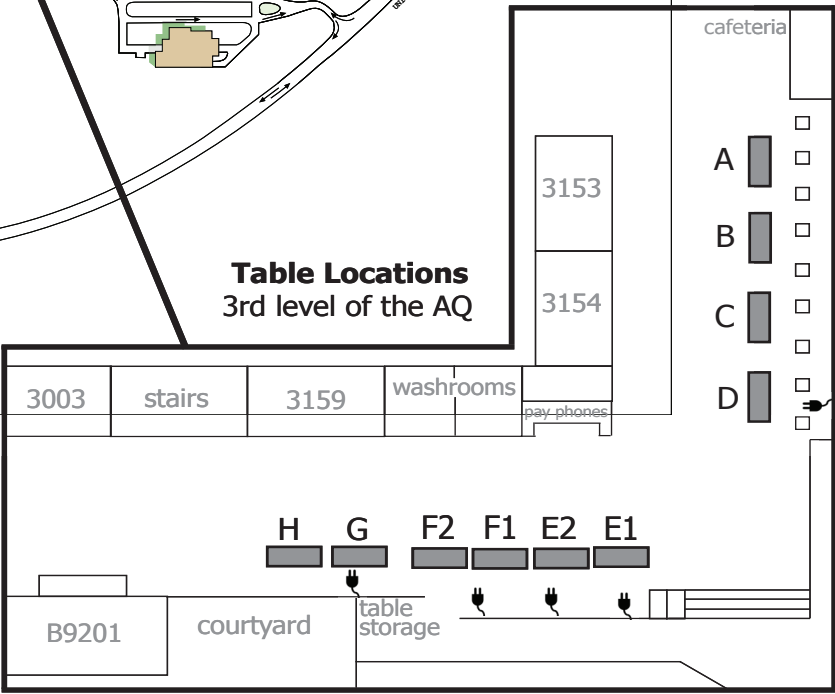 cafeteria
A
3153
B
Table Locations
3rd level of the AQ
3154
C
3003
stairs
3159
washrooms
D
pay phones
H
G
F2
F1
E2
E1
B9201
courtyard
table
storage